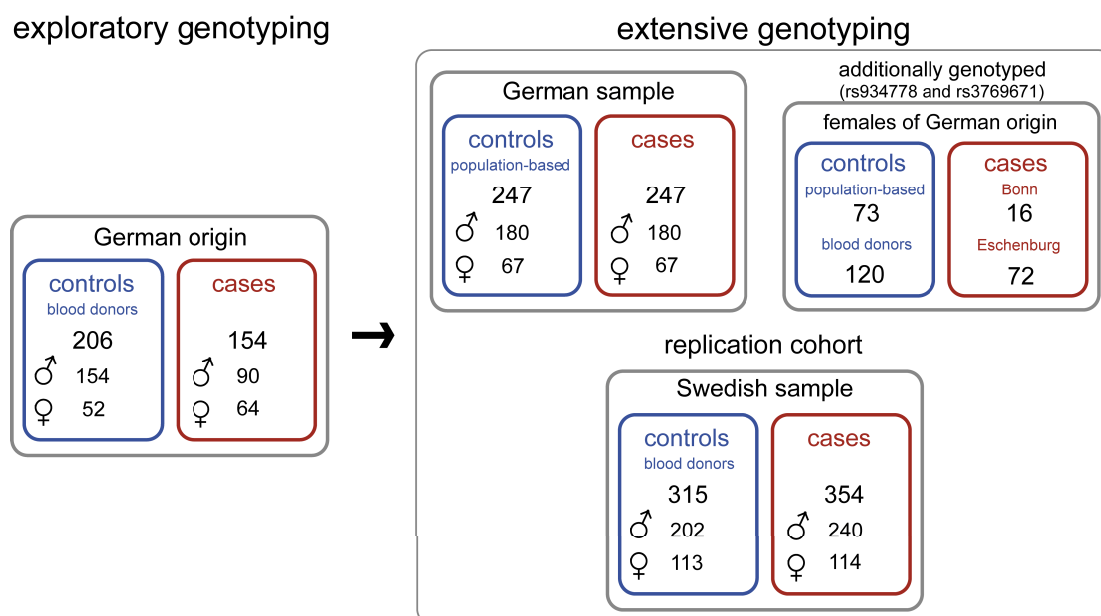 exploratory genotyping
extensive genotyping
German origin
controls
blood donors
206
♂ 154
♀ 52
cases
154
♂ 90
♀ 64
German sample
controls
population-based
247
♂ 180
♀ 67
cases
247
♂ 180
♀ 67
additionally genotyped
(rs934778 and rs3769671)
females of German origin
controls
population-based
73
blood donors
120
cases
Bonn
16
Eschenburg
72
replication cohort
Swedish sample
controls
blood donors
315
♂ 202
♀ 113
cases
354
♂ 240
♀ 114